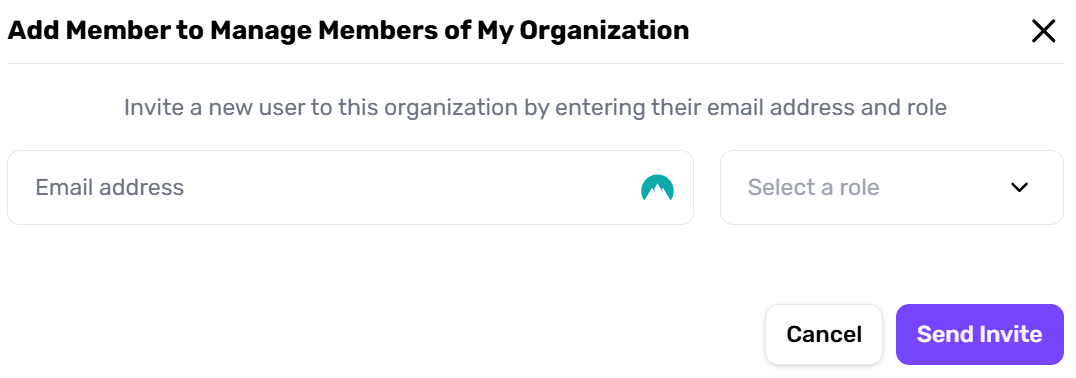 Add Member to Manage Members of My Organization
Invite a new user to this organization by entering their email address and role
Email address
Select a role
Cancel
Send Invite